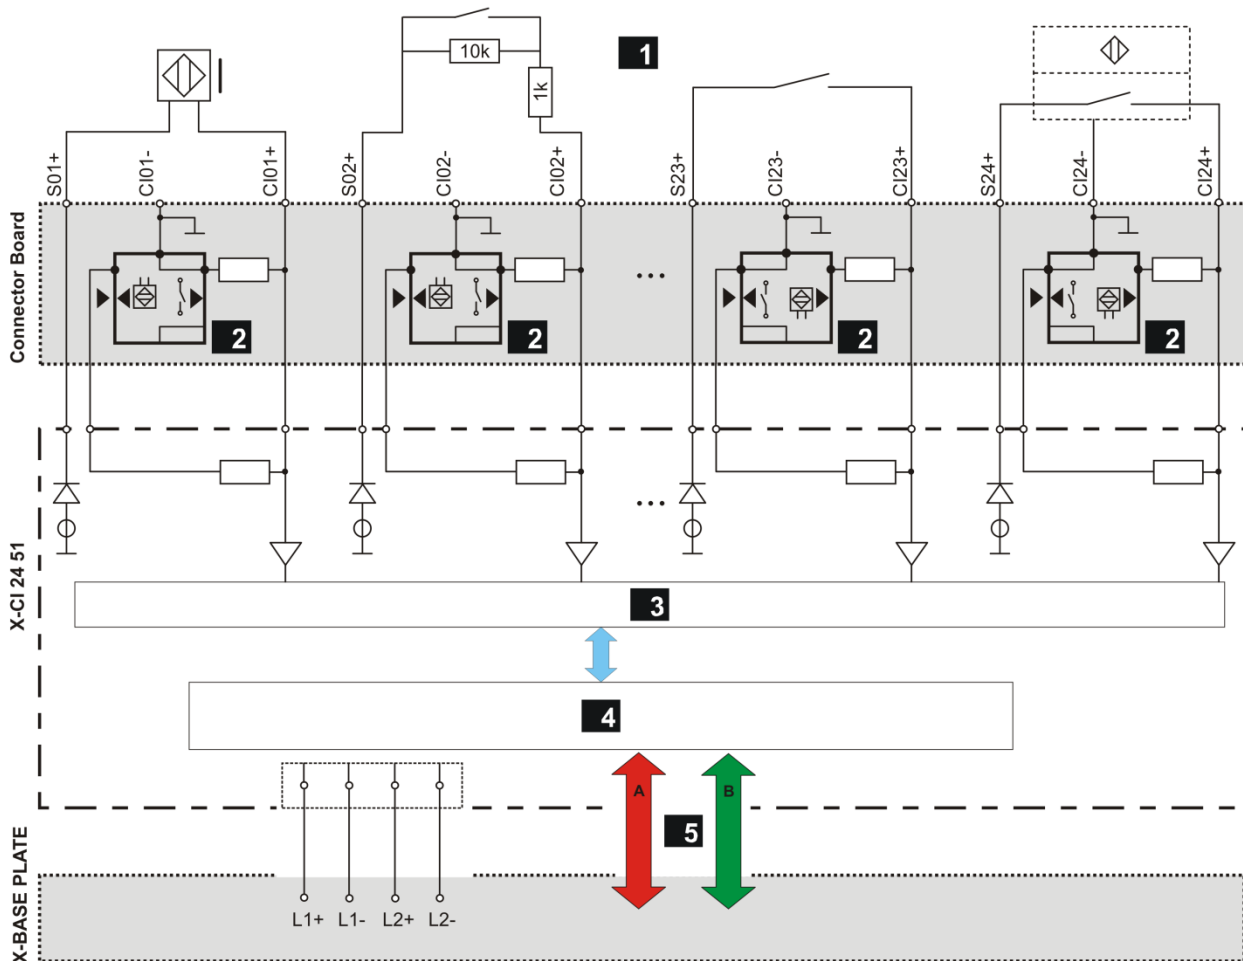 10k
1
1k
S01+
CI01-
CI01+
S02+
CI02-
CI02+
S23+
CI23-
CI23+
S24+
CI24-
CI24+
Connector Board
2
2
...
2
2
X-CI 24 51
...
3
4
A
B
5
X-BASE PLATE
L1+ L1- L2+ L2-